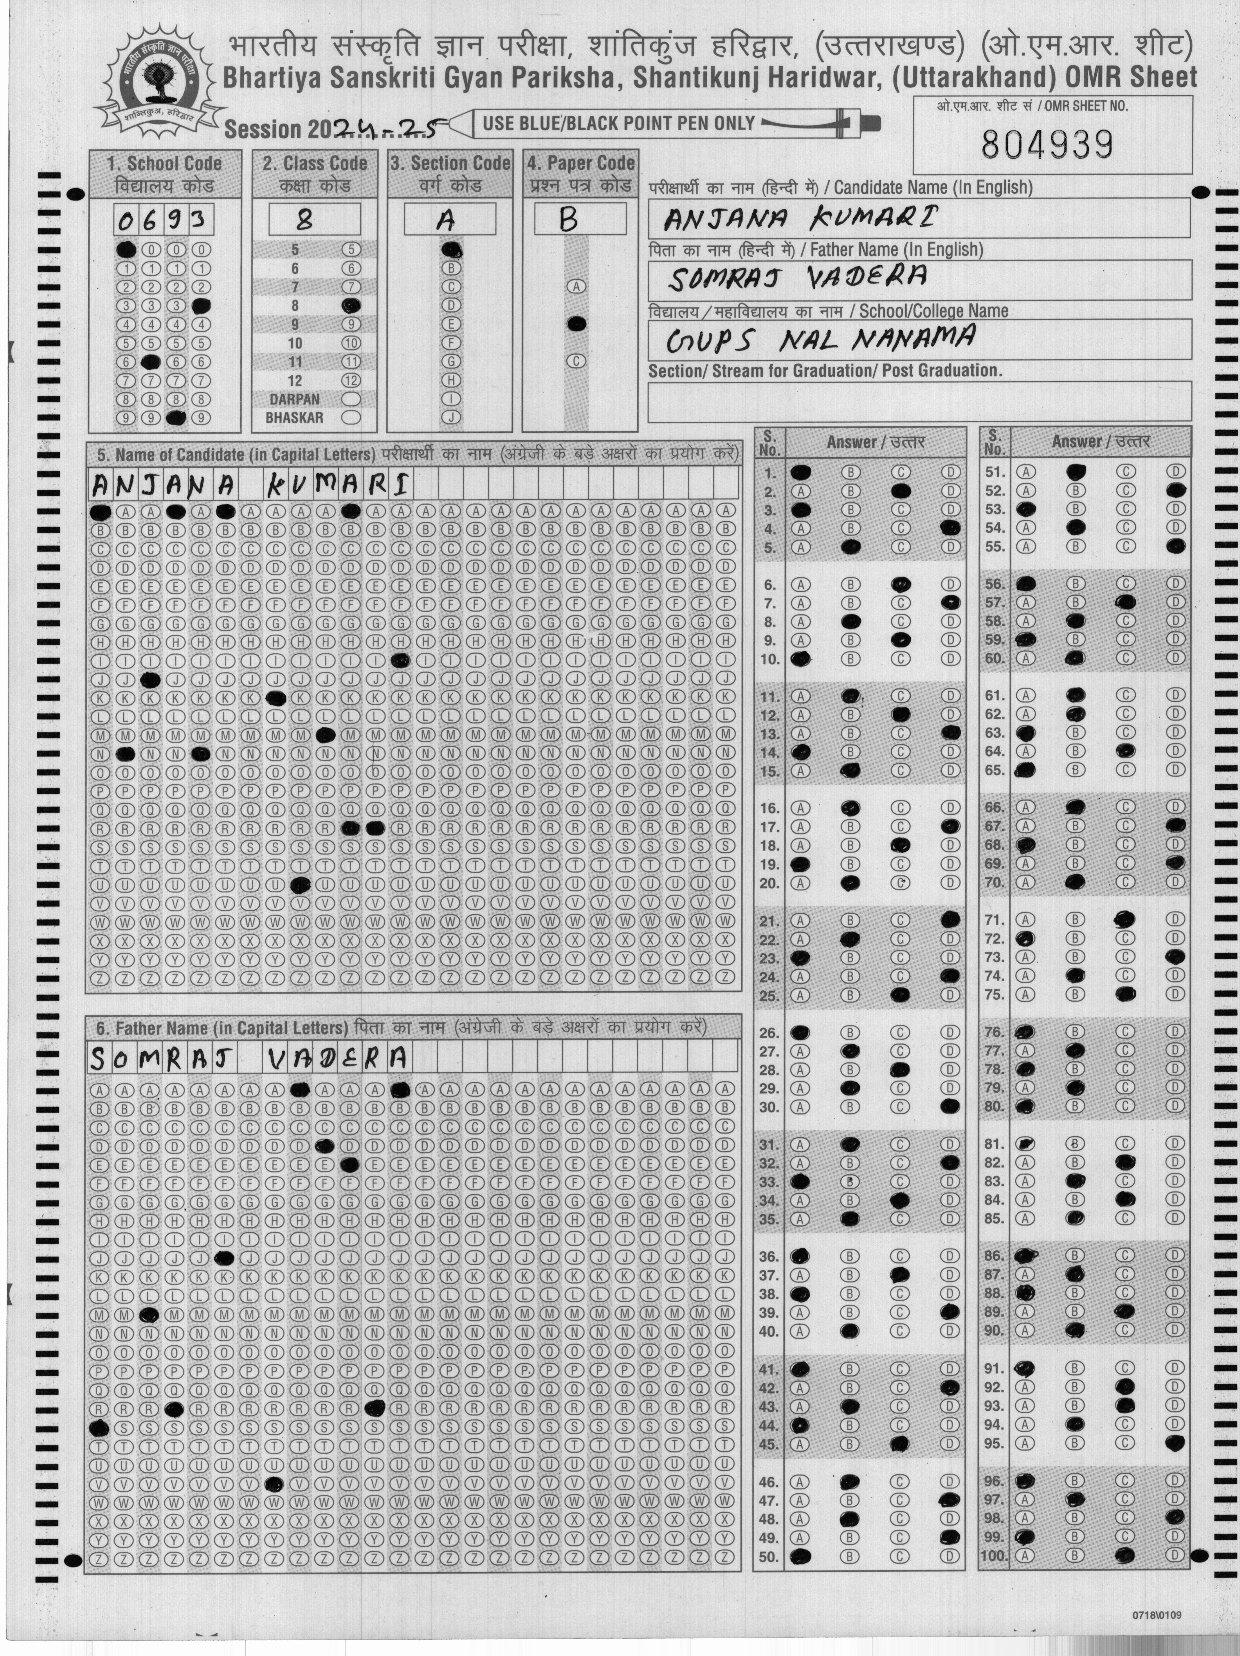 भारतीय संस्कृति ज्ञान परीक्षा, शांतिकुंज हरिद्वार, (उत्तराखण्ड) (ओ.एम.आर. शीट)
Bhartiya Sanskriti Gyan Pariksha, Shantikunj Haridwar, (Uttarakhand) OMR Sheet
Session 2024-25
USE BLUE/BLACK POINT PEN ONLY
ओ.एम.आर. शीट सं / OMR SHEET NO.
804939
1. School Code
विद्यालय कोड
0693
2. Class Code
कक्षा कोड
8
5
6
7
8
9
10
11
12
DARPAN
BHASKAR
3. Section Code
वर्ग कोड
A
4. Paper Code
प्रश्न पत्र कोड
B
परीक्षार्थी का नाम (हिन्दी में) / Candidate Name (In English)
ANJANA KUMARI
पिता का नाम (हिन्दी में) / Father Name (In English)
SOMRAJ VADERA
विद्यालय/महाविद्यालय का नाम / School/College Name
GUPS NAL NANAMA
Section/ Stream for Graduation/ Post Graduation.
5. Name of Candidate (in Capital Letters) परीक्षार्थी का नाम (अंग्रेजी के बड़े अक्षरों का प्रयोग करें)
ANJANA KUMARI
6. Father Name (in Capital Letters) पिता का नाम (अंग्रेजी के बड़े अक्षरों का प्रयोग करें)
SOMRAJ VADERA
S. No. Answer / उत्तर
S. No. Answer / उत्तर
0718\0109